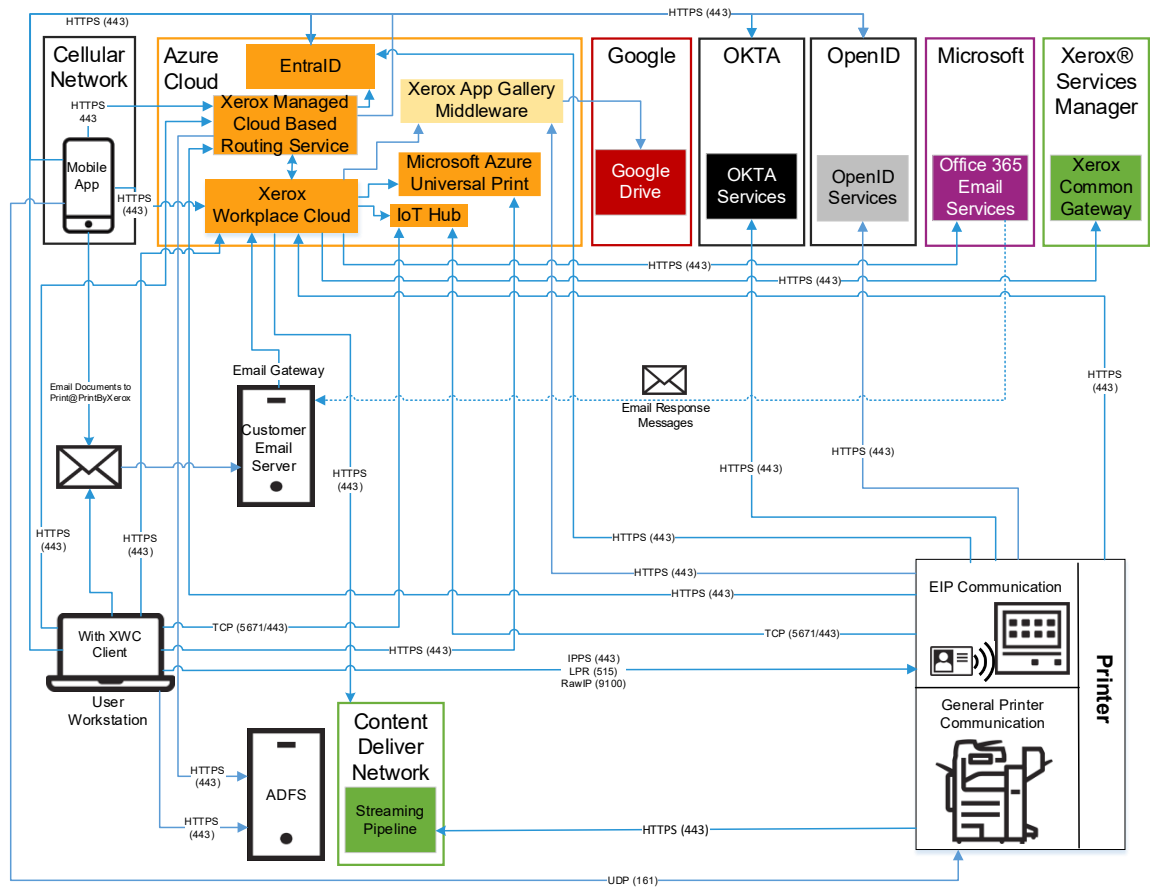 HTTPS (443)
HTTPS (443)
Cellular
Network
HTTPS
443
Mobile
App
HTTPS
(443)
Azure
Cloud
EntraID
Xerox Managed
Cloud Based
Routing Service
Xerox App Gallery
Middleware
Microsoft Azure
Universal Print
Xerox
Workplace Cloud
IoT Hub
Google
Google
Drive
OKTA
OKTA
Services
OpenID
OpenID
Services
Microsoft
Office 365
Email
Services
Xerox®
Services
Manager
Xerox
Common
Gateway
HTTPS (443)
HTTPS (443)
HTTPS
(443)
Email Gateway
Customer
Email
Server
Email Documents to
Print@PrintByXerox
Email Response
Messages
HTTPS
(443)
HTTPS (443)
HTTPS (443)
HTTPS
(443)
HTTPS
(443)
HTTPS (443)
HTTPS (443)
HTTPS (443)
TCP (5671/443)
TCP (5671/443)
HTTPS (443)
IPPS (443)
LPR (515)
RawIP (9100)
With XWC
Client
User
Workstation
EIP Communication
General Printer
Communication
Printer
HTTPS
(443)
HTTPS
(443)
ADFS
Content
Deliver
Network
Streaming
Pipeline
HTTPS (443)
UDP (161)